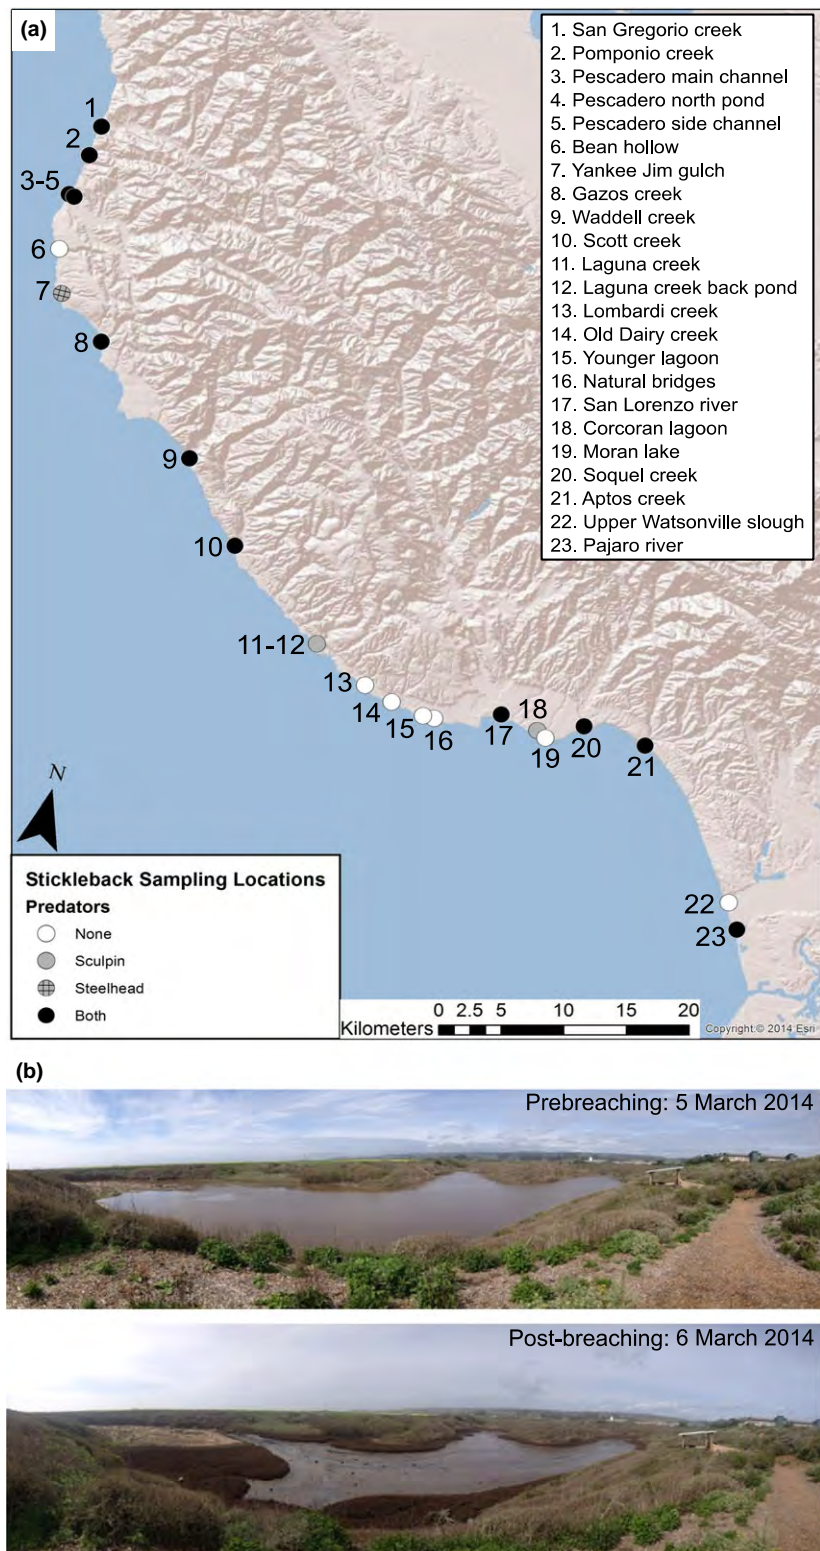 (a)
1. San Gregorio creek
2. Pomponio creek
3. Pescadero main channel
4. Pescadero north pond
5. Pescadero side channel
6. Bean hollow
7. Yankee Jim gulch
8. Gazos creek
9. Waddell creek
10. Scott creek
11. Laguna creek
12. Laguna creek back pond
13. Lombardi creek
14. Old Dairy creek
15. Younger lagoon
16. Natural bridges
17. San Lorenzo river
18. Corcoran lagoon
19. Moran lake
20. Soquel creek
21. Aptos creek
22. Upper Watsonville slough
23. Pajaro river
1
2
3-5
6
7
8
9
10
11-12
13
14
15
16
17
18
19
20
21
22
23
N
Stickleback Sampling Locations
Predators
None
Sculpin
Steelhead
Both
0 2.5 5 10 15 20
Kilometers
Copyright:© 2014 Esri
(b)
Prebreaching: 5 March 2014
Post-breaching: 6 March 2014